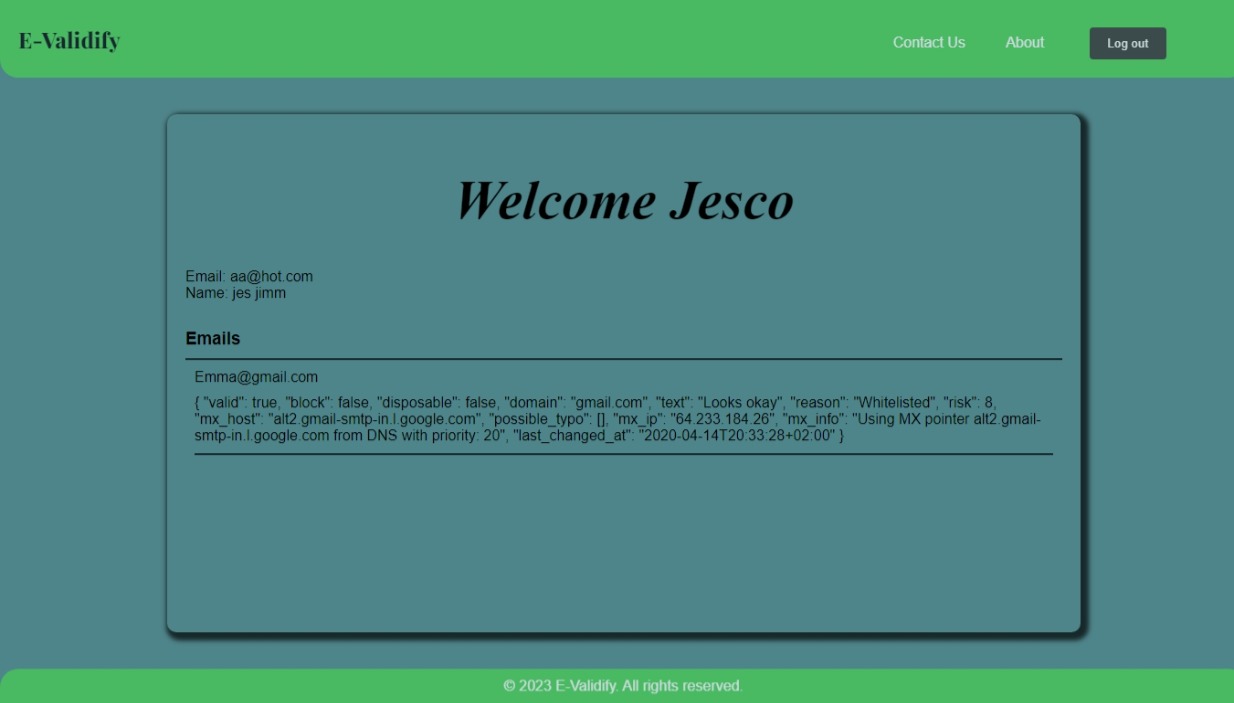 E-Validify
Contact Us
About
Log out
Welcome Jesco
Email: aa@hot.com
Name: jes jimm
Emails
Emma@gmail.com
{ "valid": true, "block": false, "disposable": false, "domain": "gmail.com", "text": "Looks okay", "reason": "Whitelisted", "risk": 8,
"mx_host": "alt2.gmail-smtp-in.l.google.com", "possible_typo": [], "mx_ip": "64.233.184.26", "mx_info": "Using MX pointer alt2.gmail-
smtp-in.l.google.com from DNS with priority: 20", "last_changed_at": "2020-04-14T20:33:28+02:00" }
© 2023 E-Validify. All rights reserved.